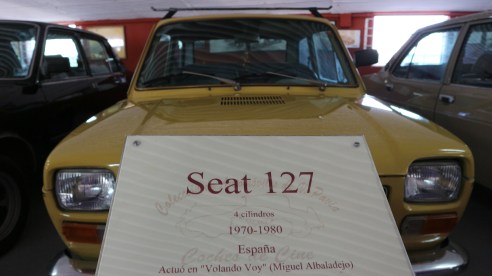 Seat 127
4 cilindros
1970-1980
España
Actuó en "Volando Voy" (Miguel Albaladejo)